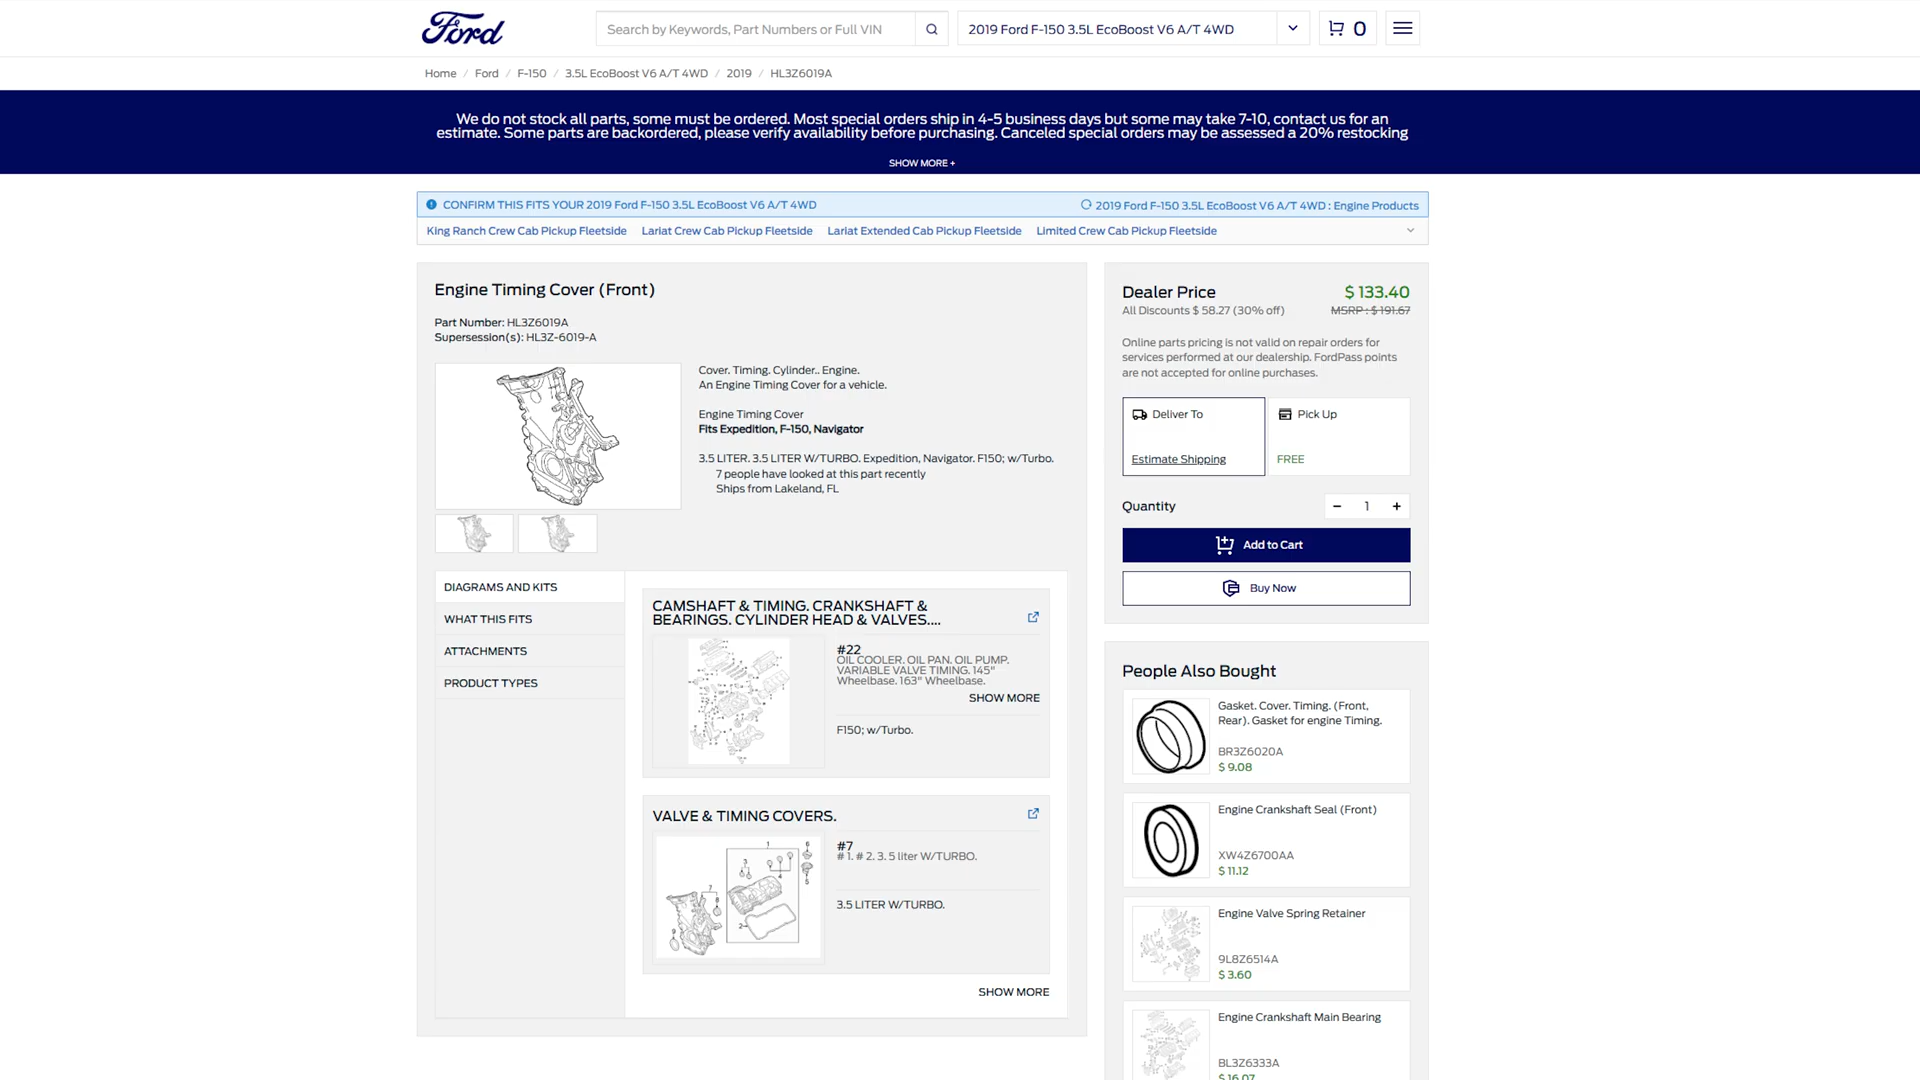 Ford
Search by Keywords, Part Numbers or Full VIN
2019 Ford F-150 3.5L EcoBoost V6 A/T 4WD
0
Home / Ford / F-150 / 3.5L EcoBoost V6 A/T 4WD / 2019 / HL3Z6019A
We do not stock all parts, some must be ordered. Most special orders ship in 4-5 business days but some may take 7-10, contact us for an
estimate. Some parts are backordered, please verify availability before purchasing. Canceled special orders may be assessed a 20% restocking
SHOW MORE +
CONFIRM THIS FITS YOUR 2019 Ford F-150 3.5L EcoBoost V6 A/T 4WD
2019 Ford F-150 3.5L EcoBoost V6 A/T 4WD : Engine Products
King Ranch Crew Cab Pickup Fleetside
Lariat Crew Cab Pickup Fleetside
Lariat Extended Cab Pickup Fleetside
Limited Crew Cab Pickup Fleetside
Engine Timing Cover (Front)
Part Number: HL3Z6019A
Supersession(s): HL3Z-6019-A
Cover. Timing. Cylinder.. Engine.
An Engine Timing Cover for a vehicle.
Engine Timing Cover
Fits Expedition, F-150, Navigator
3.5 LITER. 3.5 LITER W/TURBO. Expedition, Navigator. F150; w/Turbo.
7 people have looked at this part recently
Ships from Lakeland, FL
DIAGRAMS AND KITS
WHAT THIS FITS
ATTACHMENTS
PRODUCT TYPES
CAMSHAFT & TIMING. CRANKSHAFT &
BEARINGS. CYLINDER HEAD & VALVES....
#22
OIL COOLER. OIL PAN. OIL PUMP.
VARIABLE VALVE TIMING. 145"
Wheelbase. 163" Wheelbase.
SHOW MORE
F150; w/Turbo.
VALVE & TIMING COVERS.
#7
# 1. # 2. 3. 5 liter W/TURBO.
3.5 LITER W/TURBO.
1
6
3
4
5
7
8
2
9
SHOW MORE
Dealer Price
$ 133.40
All Discounts $ 58.27 (30% off)
MSRP : $ 191.67
Online parts pricing is not valid on repair orders for
services performed at our dealership. FordPass points
are not accepted for online purchases.
Deliver To
Estimate Shipping
Pick Up
FREE
Quantity
1
Add to Cart
Buy Now
People Also Bought
Gasket. Cover. Timing. (Front,
Rear). Gasket for engine Timing.
BR3Z6020A
$ 9.08
Engine Crankshaft Seal (Front)
XW4Z6700AA
$ 11.12
Engine Valve Spring Retainer
9L8Z6514A
$ 3.60
Engine Crankshaft Main Bearing
BL3Z6333A
$ 16.07